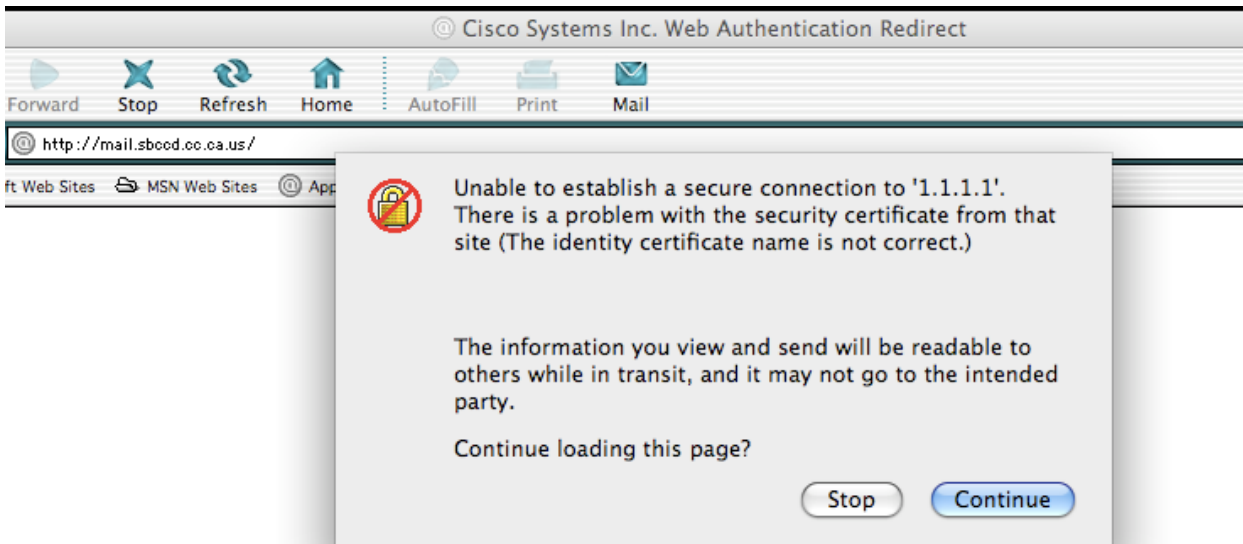 Cisco Systems Inc. Web Authentication Redirect
Forward Stop Refresh Home AutoFill Print Mail
http://mail.sbccd.cc.ca.us/
ft Web Sites MSN Web Sites App
Unable to establish a secure connection to '1.1.1.1'.
There is a problem with the security certificate from that
site (The identity certificate name is not correct.)
The information you view and send will be readable to
others while in transit, and it may not go to the intended
party.
Continue loading this page?
Stop Continue